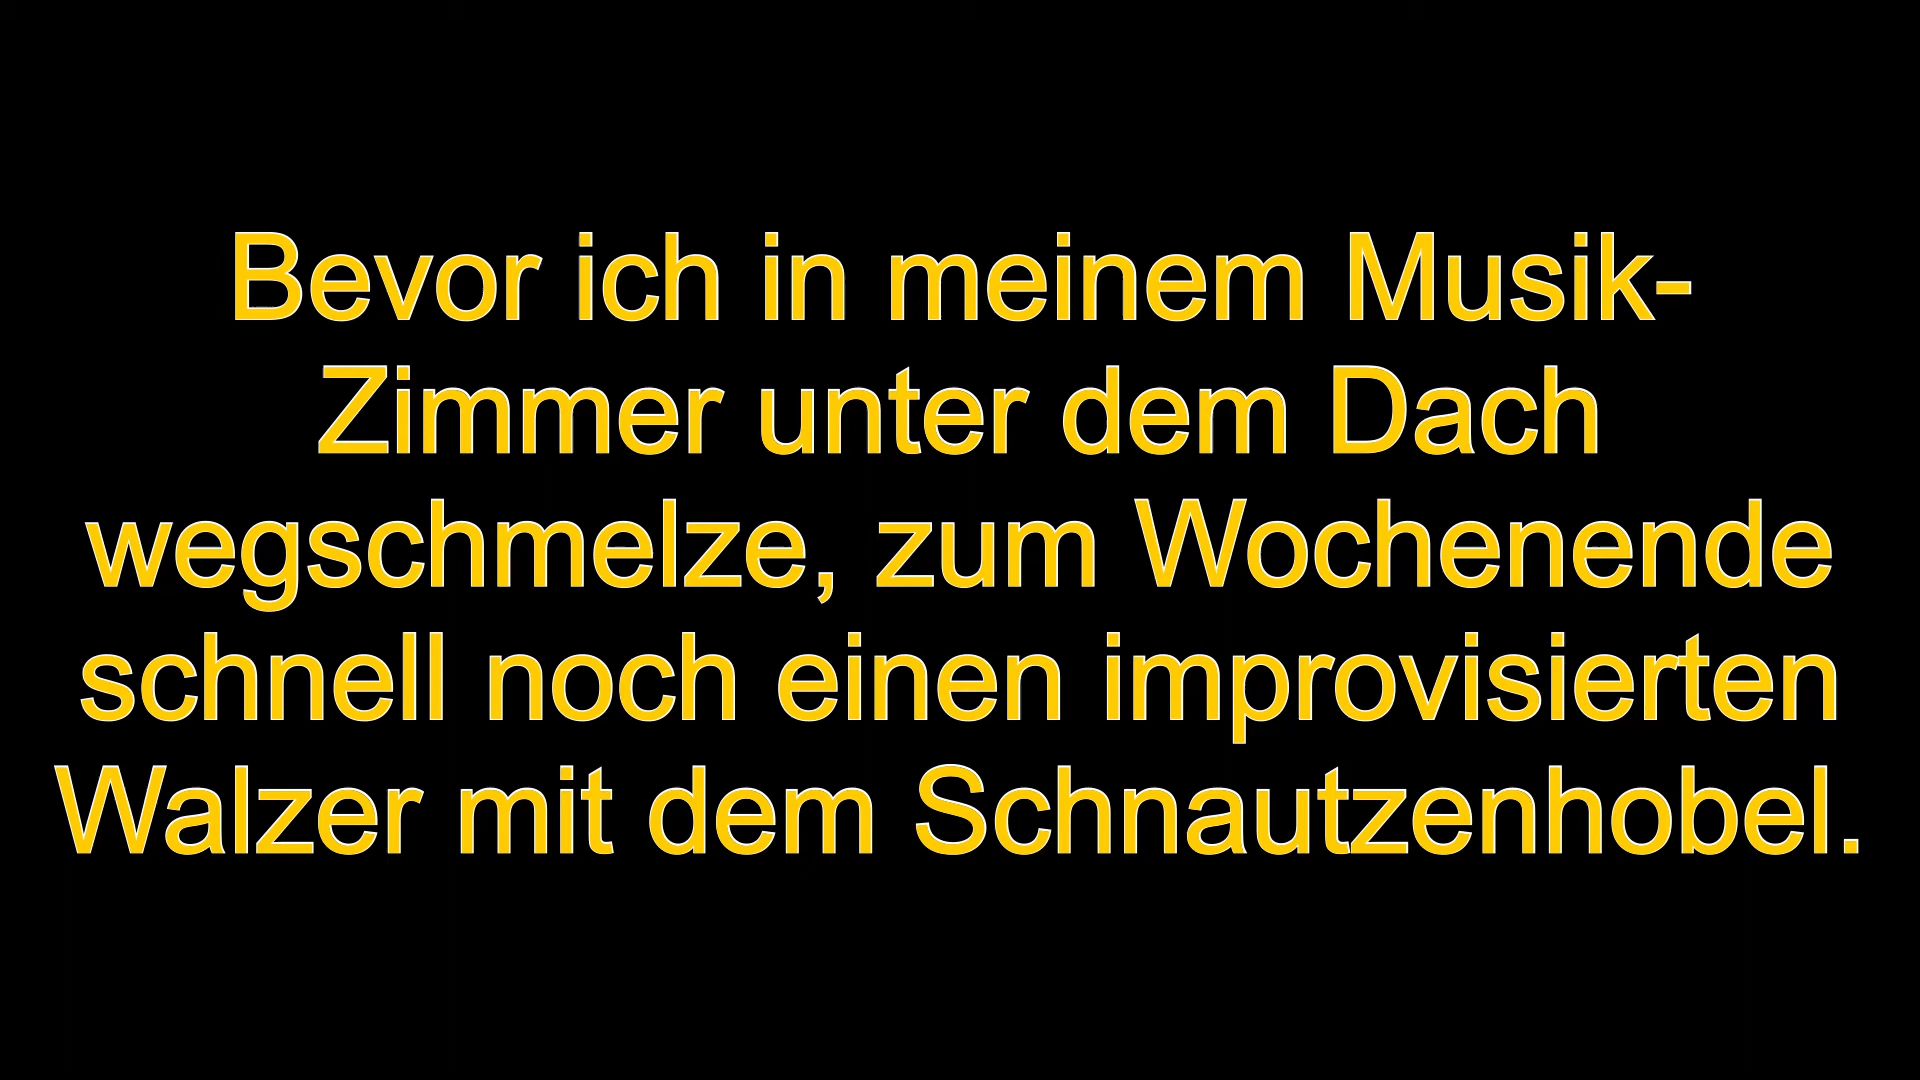 Bevor ich in meinem Musik-
Zimmer unter dem Dach
wegschmelze, zum Wochenende
schnell noch einen improvisierten
Walzer mit dem Schnautzenhobel.